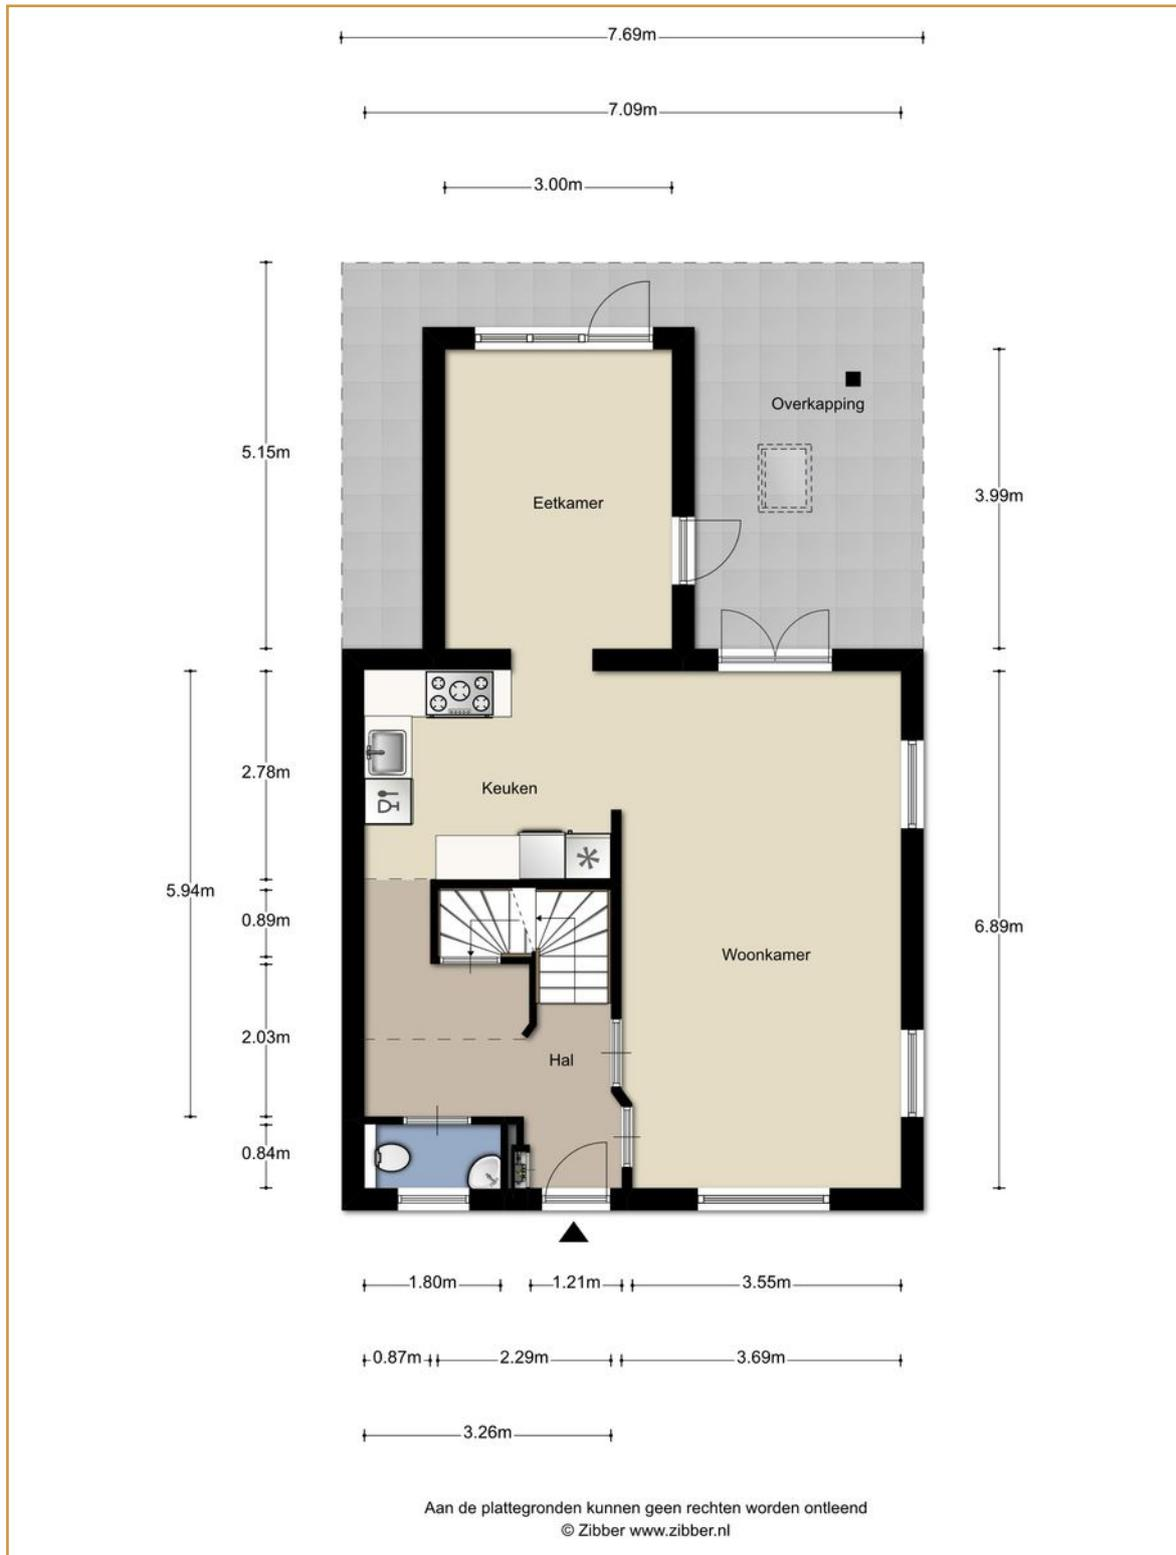 7.69m
7.09m
3.00m
Overkapping
5.15m
3.99m
Eetkamer
2.78m
Keuken
5.94m
0.89m
6.89m
Woonkamer
2.03m
Hal
0.84m
1.80m
1.21m
3.55m
0.87m
2.29m
3.69m
3.26m
Aan de plattegronden kunnen geen rechten worden ontleend
© Zibber www.zibber.nl